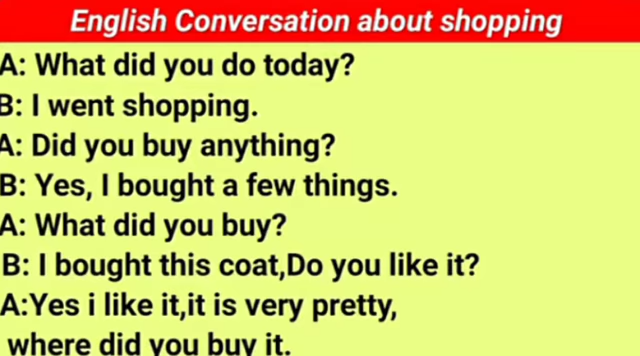 English Conversation about shopping
A: What did you do today?
B: I went shopping.
A: Did you buy anything?
B: Yes, I bought a few things.
A: What did you buy?
B: I bought this coat,Do you like it?
A:Yes i like it,it is very pretty,
where did you buy it.